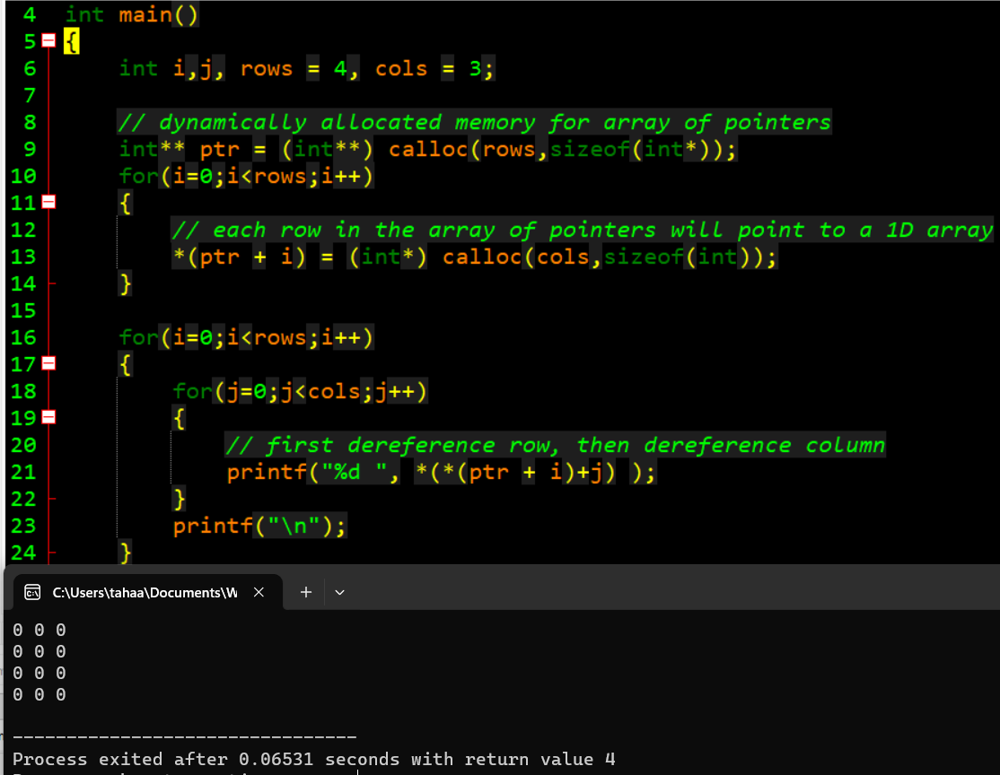 4 int main()
5 {
6 int i,j, rows = 4, cols = 3;
7
8 // dynamically allocated memory for array of pointers
9 int** ptr = (int**) calloc(rows,sizeof(int*));
10 for(i=0;i<rows;i++)
11 {
12 // each row in the array of pointers will point to a 1D array
13 *(ptr + i) = (int*) calloc(cols,sizeof(int));
14 }
15
16 for(i=0;i<rows;i++)
17 {
18 for(j=0;j<cols;j++)
19 {
20 // first dereference row, then dereference column
21 printf("%d ", *(*(ptr + i)+j) );
22 }
23 printf("\n");
24 }
C:\Users\tahaa\Documents\W
0 0 0
0 0 0
0 0 0
0 0 0
--------------------------------
Process exited after 0.06531 seconds with return value 4